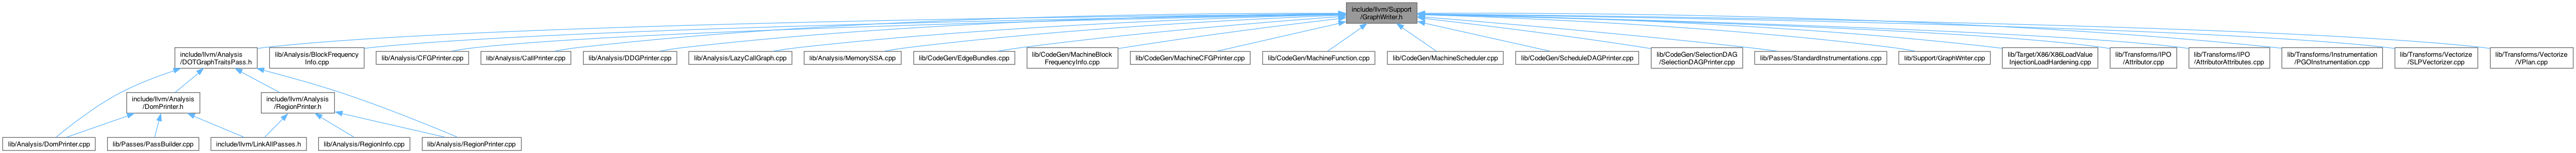 include/llvm/Support
/GraphWriter.h
include/llvm/Analysis
/DOTGraphTraitsPass.h
lib/Analysis/BlockFrequency
Info.cpp
lib/Analysis/CFGPrinter.cpp
lib/Analysis/CallPrinter.cpp
lib/Analysis/DDGPrinter.cpp
lib/Analysis/LazyCallGraph.cpp
lib/Analysis/MemorySSA.cpp
lib/CodeGen/EdgeBundles.cpp
lib/CodeGen/MachineBlock
FrequencyInfo.cpp
lib/CodeGen/MachineCFGPrinter.cpp
lib/CodeGen/MachineFunction.cpp
lib/CodeGen/MachineScheduler.cpp
lib/CodeGen/ScheduleDAGPrinter.cpp
lib/CodeGen/SelectionDAG
/SelectionDAGPrinter.cpp
lib/Passes/StandardInstrumentations.cpp
lib/Support/GraphWriter.cpp
lib/Target/X86/X86LoadValue
InjectionLoadHardening.cpp
lib/Transforms/IPO
/Attributor.cpp
lib/Transforms/IPO
/AttributorAttributes.cpp
lib/Transforms/Instrumentation
/PGOInstrumentation.cpp
lib/Transforms/Vectorize
/SLPVectorizer.cpp
lib/Transforms/Vectorize
/VPlan.cpp
include/llvm/Analysis
/DomPrinter.h
include/llvm/Analysis
/RegionPrinter.h
lib/Analysis/DomPrinter.cpp
lib/Passes/PassBuilder.cpp
include/llvm/LinkAllPasses.h
lib/Analysis/RegionInfo.cpp
lib/Analysis/RegionPrinter.cpp